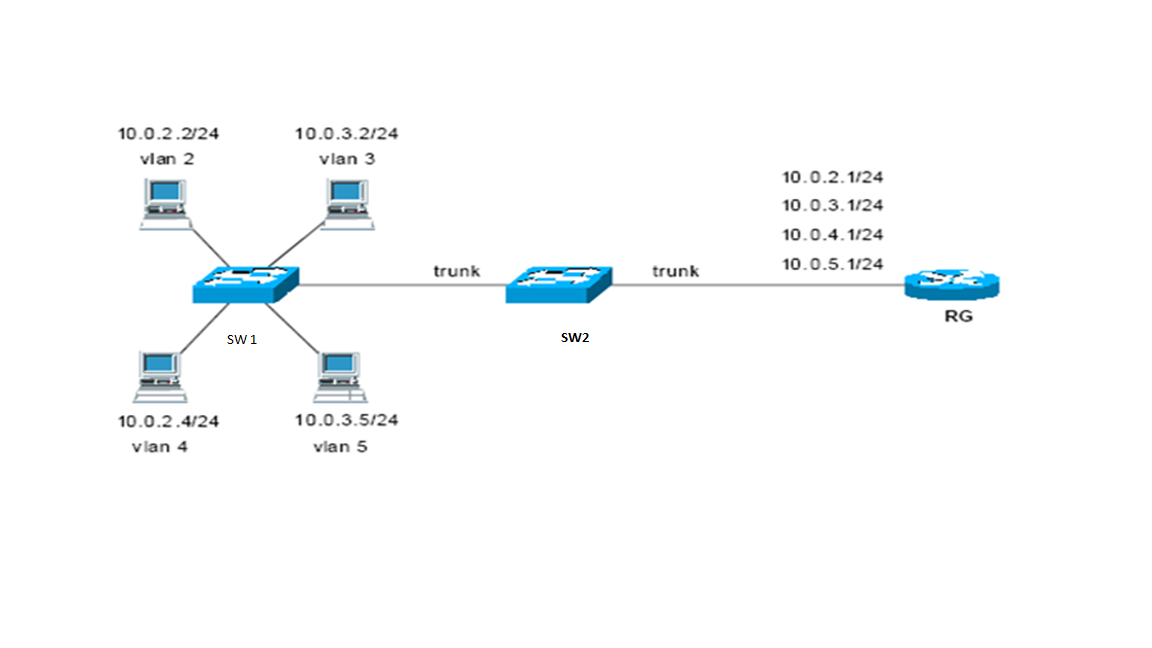 10.0.2.2/24
vlan 2
10.0.3.2/24
vlan 3
10.0.2.1/24
10.0.3.1/24
10.0.4.1/24
10.0.5.1/24
trunk
trunk
SW 1
SW2
RG
10.0.2.4/24
vlan 4
10.0.3.5/24
vlan 5